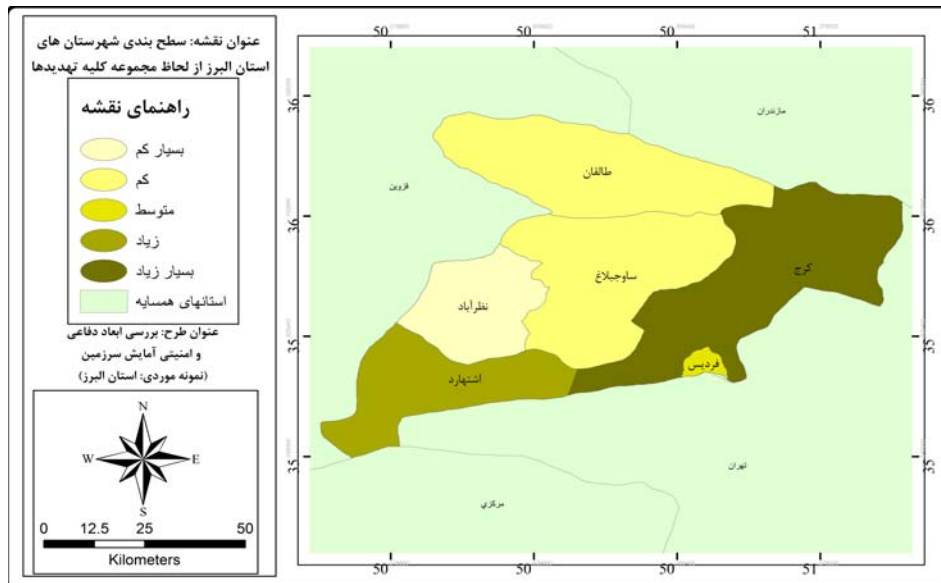 عنوان نقشه: سطح بندی شهرستان های
استان البرز از لحاظ مجموعه کلیه تهدیدها
راهنمای نقشه
بسیار کم
کم
متوسط
زیاد
بسیار زیاد
استانهای همسایه
عنوان طرح: بررسی ابعاد دفاعی
و امنیتی آمایش سرزمین
(نمونه موردی: استان البرز)
N
W E
S
0 12.5 25 50
Kilometers
50 50 50 51
36 36
مازندران
طالقان
قزوین
36 36
کرج
ساوجبلاغ
نظرآباد
35 35
فردیس
اشتهارد
35 35
تهران
مرکزي
50 50 50 51